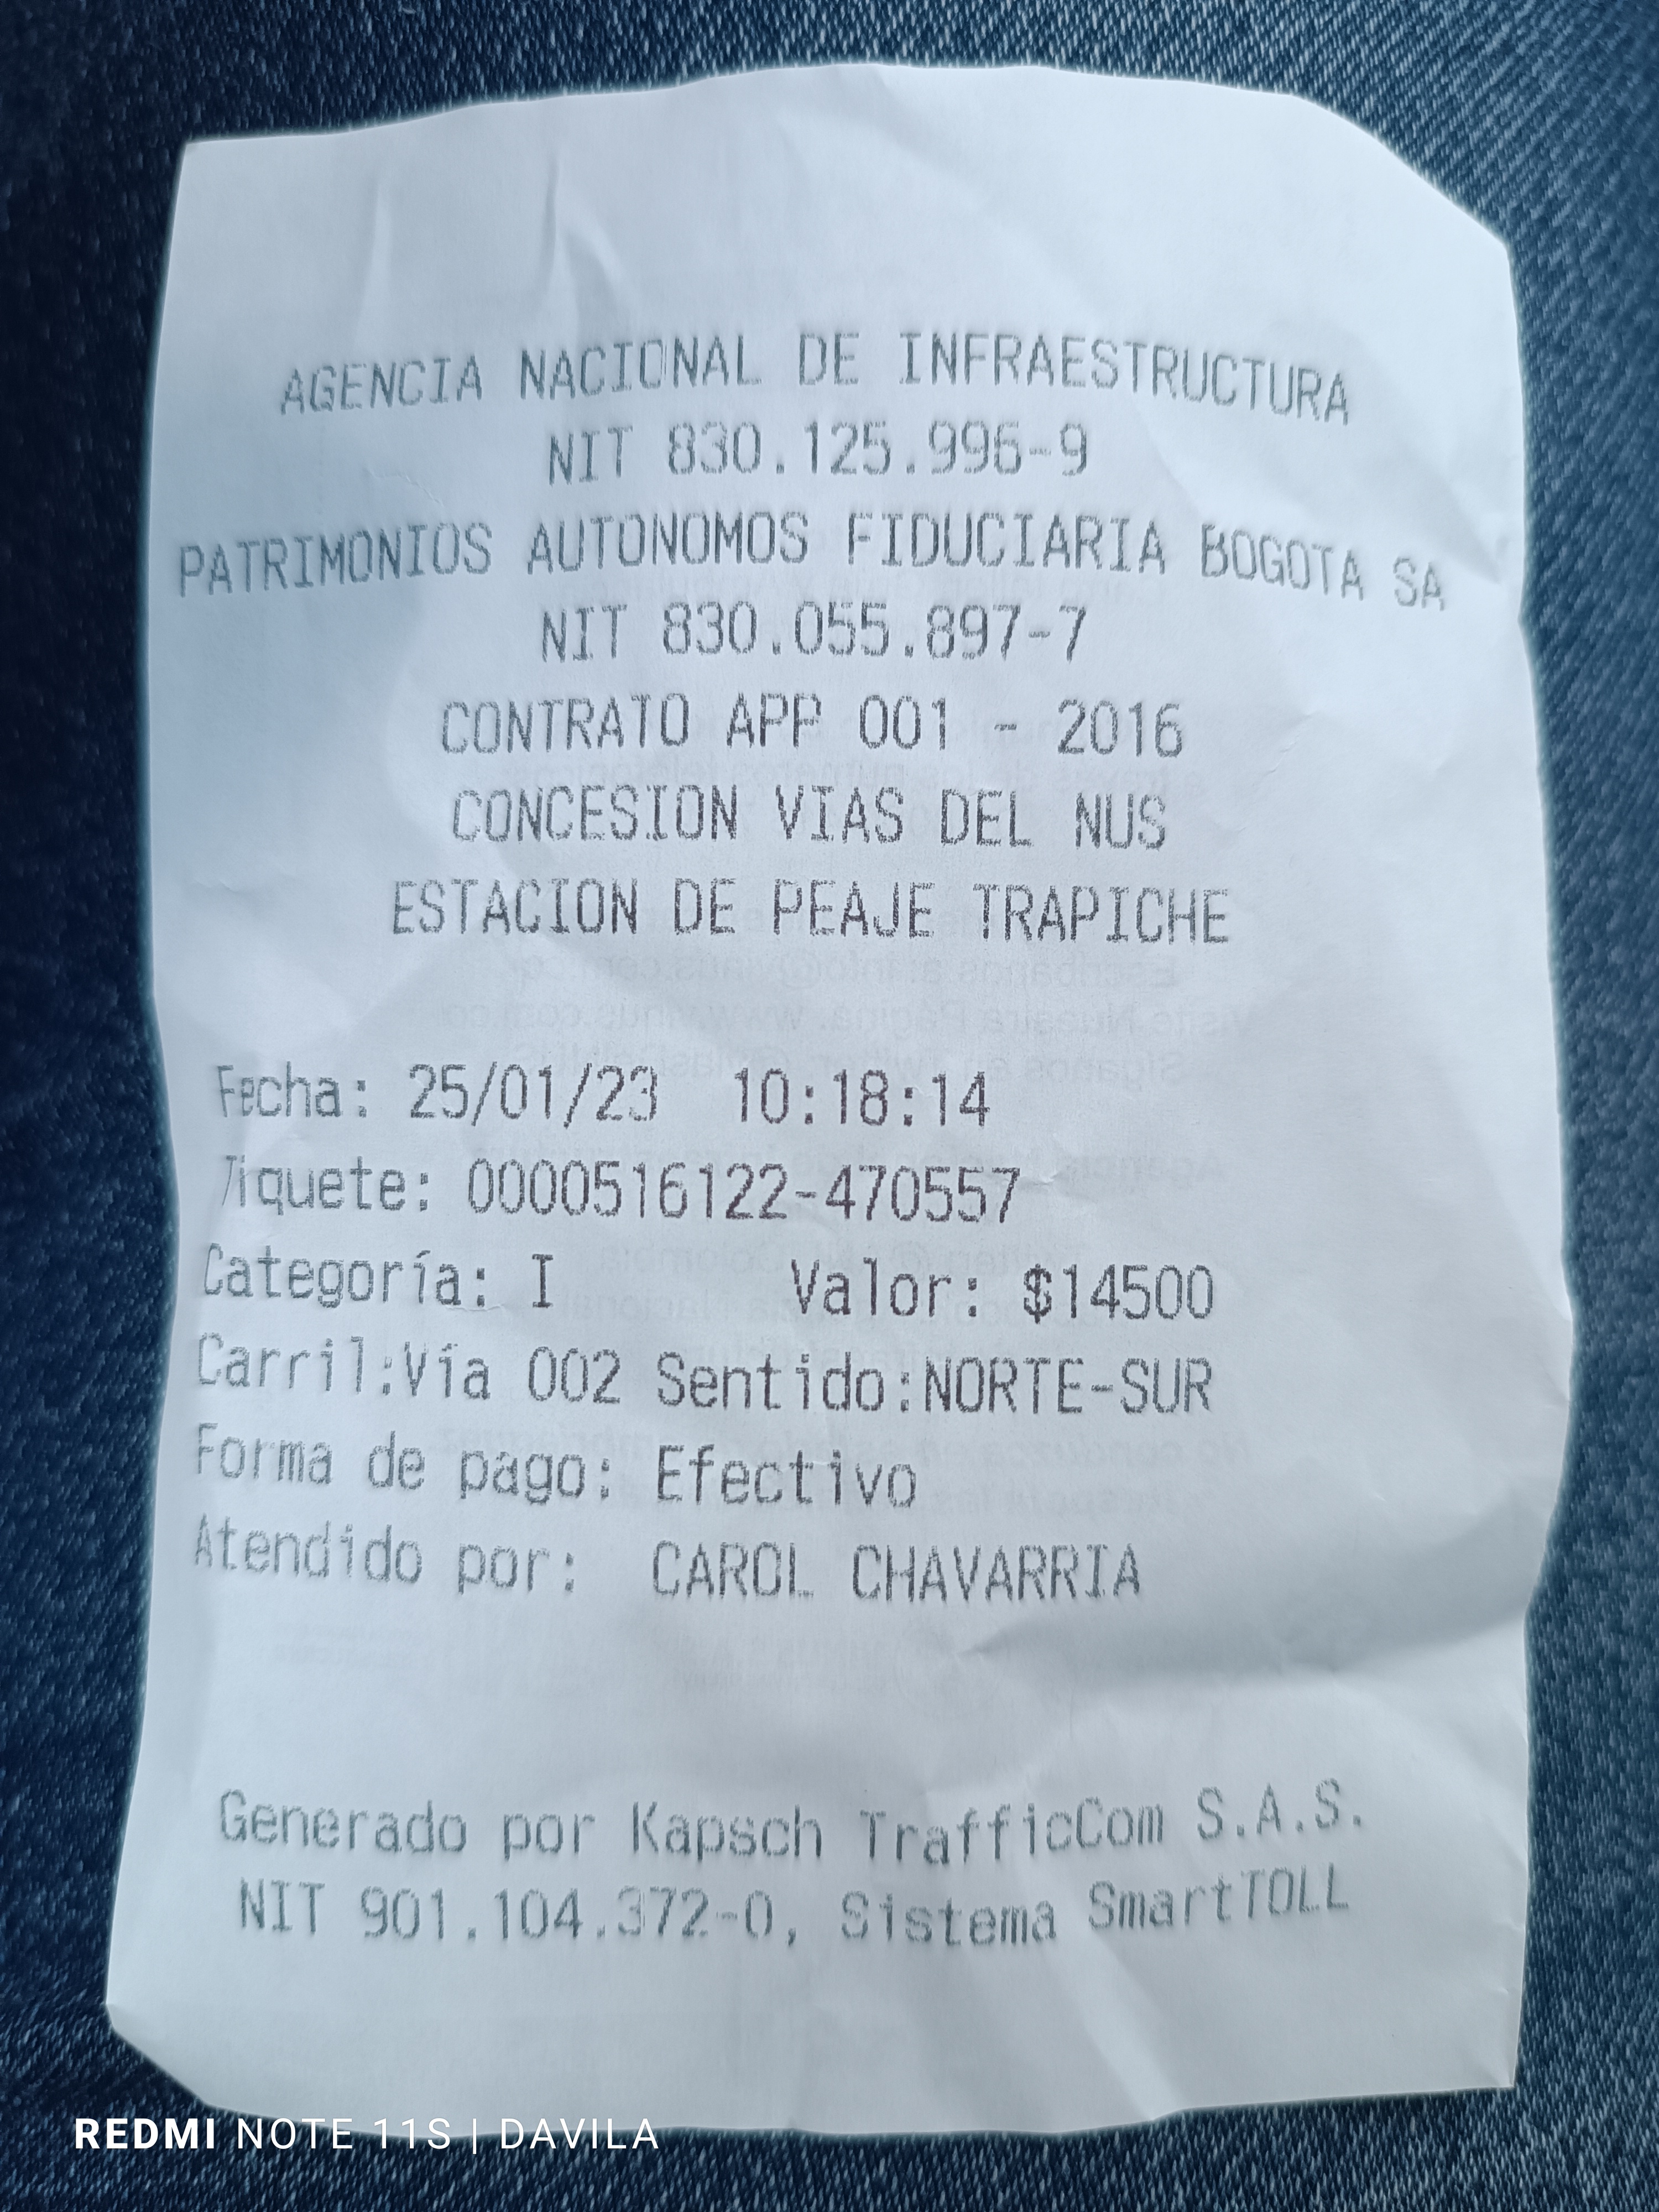 AGENCIA NACIONAL DE INFRAESTRUCTURA
NIT 830.125.996-9
PATRIMONIOS AUTONOMOS FIDUCIARIA BOGOTA SA
NIT 830.055.897-7
CONTRATO APP 001 - 2016
CONCESION VIAS DEL NUS
ESTACION DE PEAJE TRAPICHE
Fecha: 25/01/23 10:18:14
Tiquete: 0000516122-470557
Categoría: I Valor: $14500
Carril:Vía 002 Sentido:NORTE-SUR
Forma de pago: Efectivo
Atendido por: CAROL CHAVARRIA
Generado por Kapsch TrafficCom S.A.S.
NIT 901.104.372-0, Sistema SmartTOLL
REDMI NOTE 11S | DAVILA